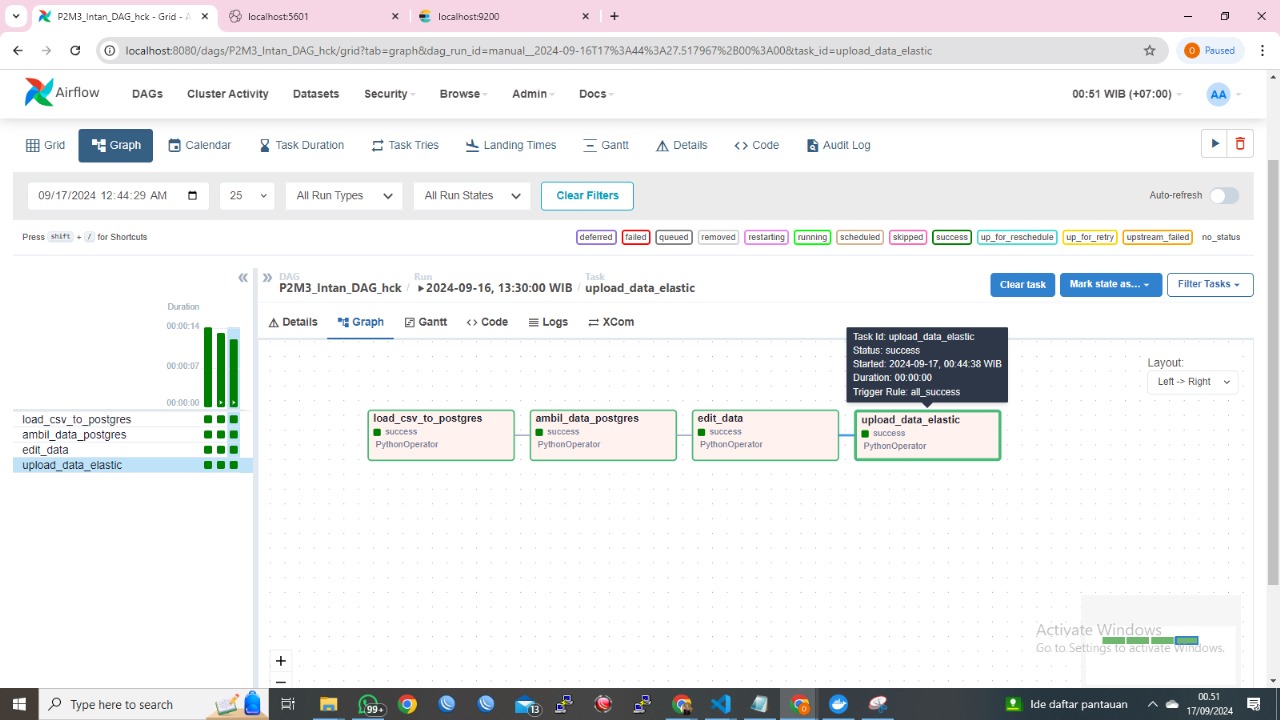 P2M3_Intan_DAG_hck - Grid - A
localhost:5601
localhost:9200
localhost:8080/dags/P2M3_Intan_DAG_hck/grid?tab=graph&dag_run_id=manual__2024-09-16T17%3A44%3A27.517967%2B00%3A00&task_id=upload_data_elastic
O Paused
Airflow DAGs Cluster Activity Datasets Security Browse Admin Docs 00:51 WIB (+07:00) AA
Grid Graph Calendar Task Duration Task Tries Landing Times Gantt Details Code Audit Log
09/17/2024 12:44:29 AM 25 All Run Types All Run States Clear Filters Auto-refresh
Press shift + / for Shortcuts deferred failed queued removed restarting running scheduled skipped success up_for_reschedule up_for_retry upstream_failed no_status
DAG Run Task
P2M3_Intan_DAG_hck / 2024-09-16, 13:30:00 WIB / upload_data_elastic
Clear task Mark state as... Filter Tasks
Duration
00:00:14
00:00:07
00:00:00
load_csv_to_postgres
ambil_data_postgres
edit_data
upload_data_elastic
Details Graph Gantt Code Logs XCom
Task Id: upload_data_elastic
Status: success
Started: 2024-09-17, 00:44:38 WIB
Duration: 00:00:00
Trigger Rule: all_success
Layout:
Left -> Right
load_csv_to_postgres
success
PythonOperator
ambil_data_postgres
success
PythonOperator
edit_data
success
PythonOperator
upload_data_elastic
success
PythonOperator
Activate Windows
Go to Settings to activate Windows.
Type here to search
99+
13
Ide daftar pantauan
00.51
17/09/2024